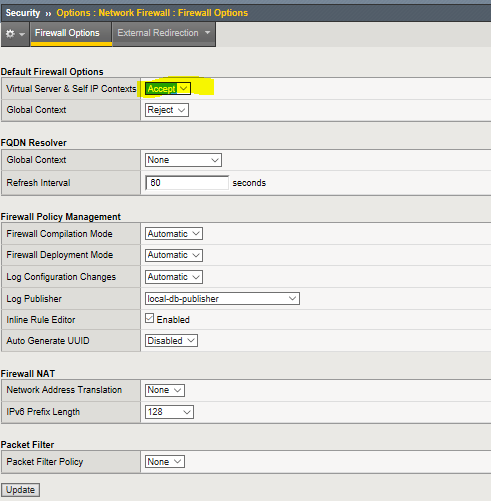 Security ›› Options : Network Firewall : Firewall Options
Firewall Options External Redirection
Default Firewall Options
Virtual Server & Self IP Contexts Accept
Global Context Reject
FQDN Resolver
Global Context None
Refresh Interval 60 seconds
Firewall Policy Management
Firewall Compilation Mode Automatic
Firewall Deployment Mode Automatic
Log Configuration Changes Automatic
Log Publisher local-db-publisher
Inline Rule Editor Enabled
Auto Generate UUID Disabled
Firewall NAT
Network Address Translation None
IPv6 Prefix Length 128
Packet Filter
Packet Filter Policy None
Update